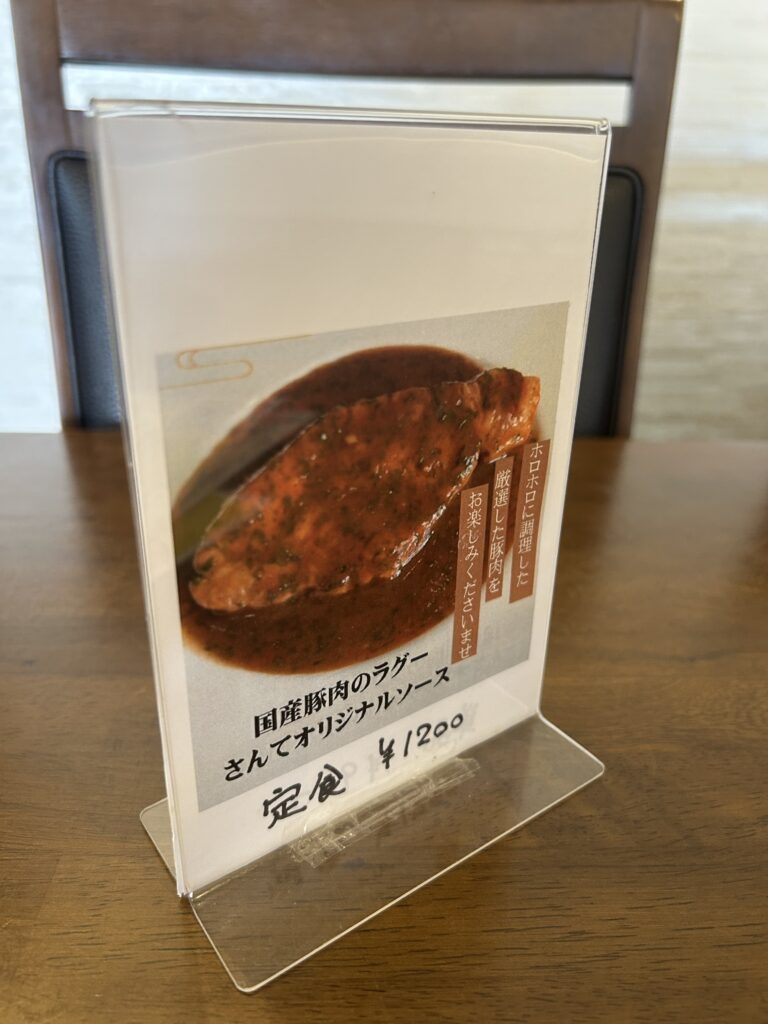 ホロホロに調理した
厳選した豚肉を
お楽しみくださいませ
国産豚肉のラグー
さんてオリジナルソース
定食 ¥1200